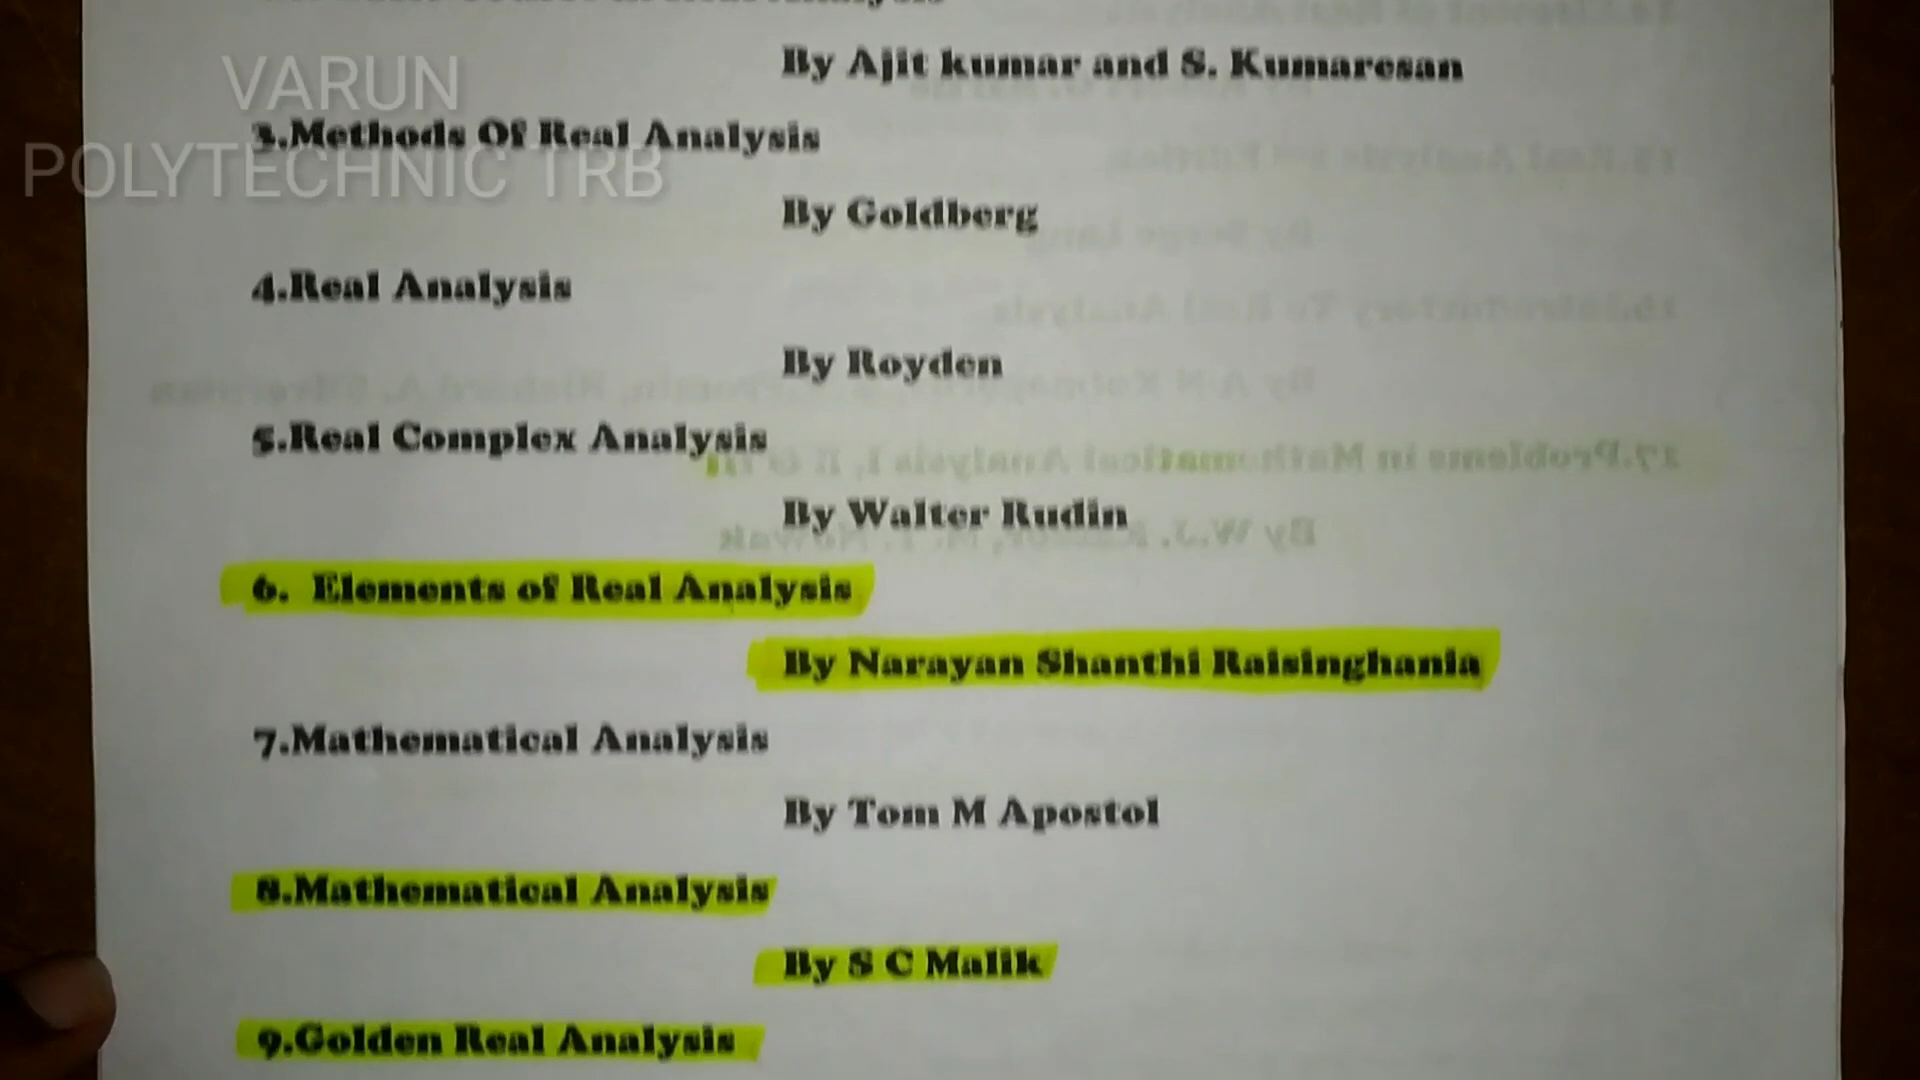 By Ajit kumar and S. Kumaresan
VARUN
POLYTECHNIC TRB
3.Methods Of Real Analysis
By Goldberg
4.Real Analysis
By Royden
5.Real Complex Analysis
By Walter Rudin
6. Elements of Real Analysis
By Narayan Shanthi Raisinghania
7.Mathematical Analysis
By Tom M Apostol
8.Mathematical Analysis
By S C Malik
9.Golden Real Analysis